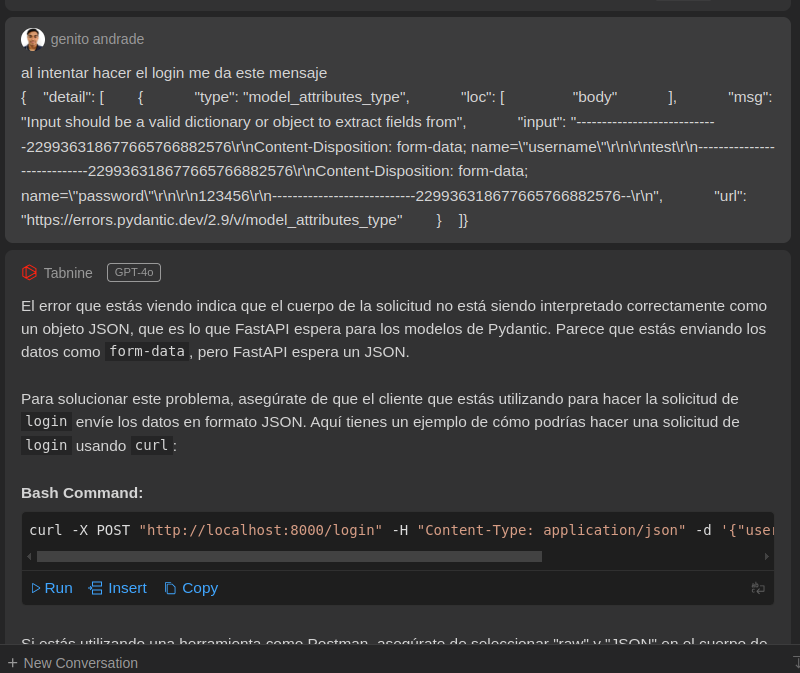 genito andrade
al intentar hacer el login me da este mensaje
{ "detail": [ { "type": "model_attributes_type", "loc": [ "body" ], "msg":
"Input should be a valid dictionary or object to extract fields from", "input": "---------------------------
-229936318677665766882576\r\nContent-Disposition: form-data; name=\"username\"\r\n\r\ntest\r\n---------------
-------------229936318677665766882576\r\nContent-Disposition: form-data;
name=\"password\"\r\n\r\n123456\r\n----------------------------229936318677665766882576--\r\n", "url":
"https://errors.pydantic.dev/2.9/v/model_attributes_type" } ]}
Tabnine GPT-4o
El error que estás viendo indica que el cuerpo de la solicitud no está siendo interpretado correctamente como
un objeto JSON, que es lo que FastAPI espera para los modelos de Pydantic. Parece que estás enviando los
datos como form-data, pero FastAPI espera un JSON.
Para solucionar este problema, asegúrate de que el cliente que estás utilizando para hacer la solicitud de
login envíe los datos en formato JSON. Aquí tienes un ejemplo de cómo podrías hacer una solicitud de
login usando curl:
Bash Command:
curl -X POST "http://localhost:8000/login" -H "Content-Type: application/json" -d '{"user
Run Insert Copy
Si estás utilizando una herramienta como Postman, asegúrate de seleccionar "raw" y "JSON" en el cuerpo de
+ New Conversation